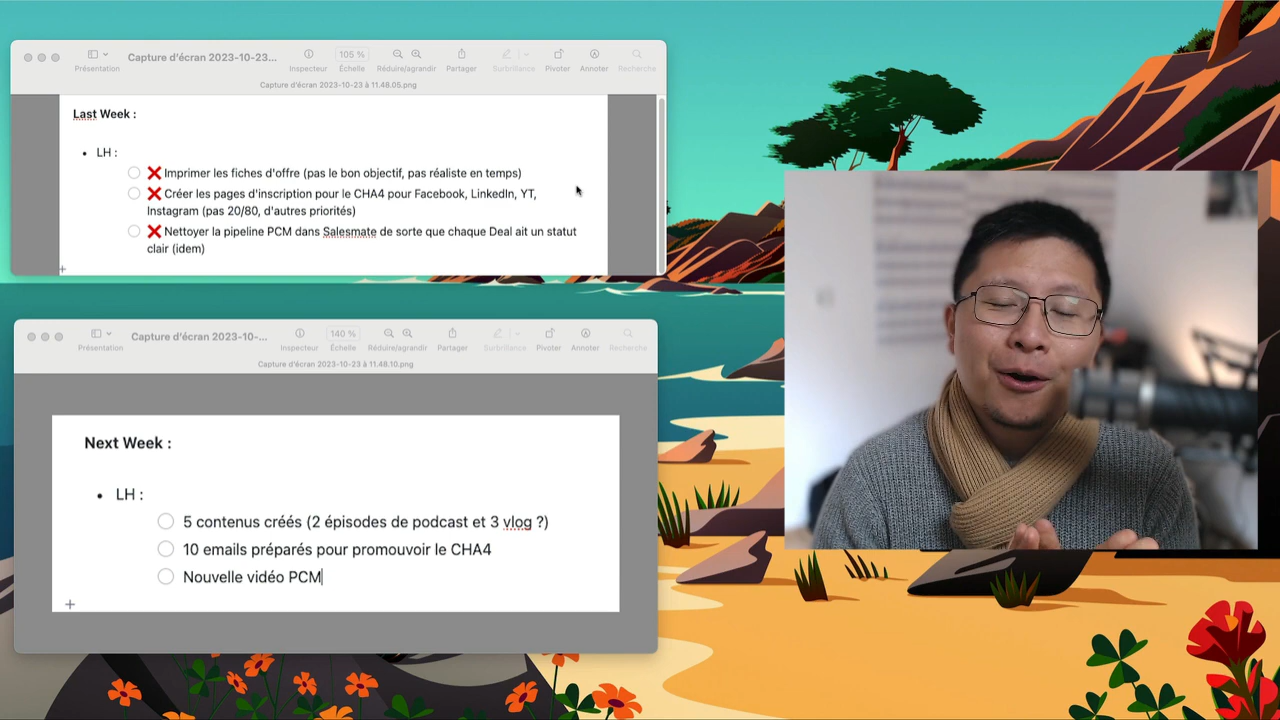 Capture d'écran 2023-10-23...
105 %
Présentation
Inspecteur
Échelle
Réduire/agrandir
Partager
Surbrillance
Pivoter
Annoter
Recherche
Capture d'écran 2023-10-23 à 11.48.05.png
Last Week :
• LH :
❌ Imprimer les fiches d'offre (pas le bon objectif, pas réaliste en temps)
❌ Créer les pages d'inscription pour le CHA4 pour Facebook, LinkedIn, YT,
Instagram (pas 20/80, d'autres priorités)
❌ Nettoyer la pipeline PCM dans Salesmate de sorte que chaque Deal ait un statut
clair (idem)
+
Capture d'écran 2023-10-...
140 %
Présentation
Inspecteur
Échelle
Réduire/agrandir
Partager
Surbrillance
Pivoter
Annoter
Recherche
Capture d'écran 2023-10-23 à 11.48.10.png
Next Week :
• LH :
5 contenus créés (2 épisodes de podcast et 3 vlog ?)
10 emails préparés pour promouvoir le CHA4
Nouvelle vidéo PCM
+